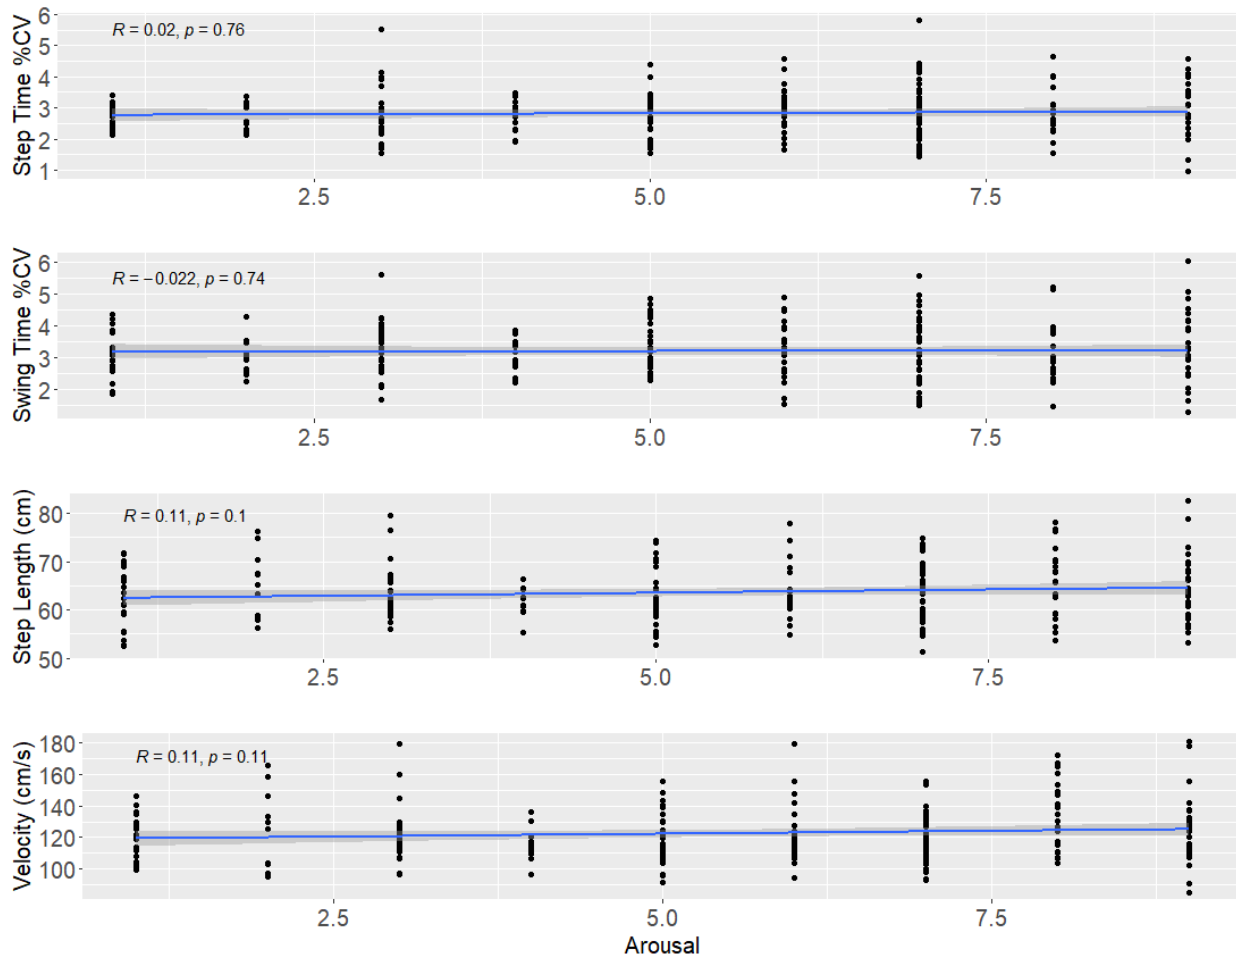 Step Time %CV
6
5
4
3
2
1
R = 0.02, p = 0.76
2.5 5.0 7.5
Swing Time %CV
6
5
4
3
2
R = −0.022, p = 0.74
2.5 5.0 7.5
Step Length (cm)
80
70
60
50
R = 0.11, p = 0.1
2.5 5.0 7.5
Velocity (cm/s)
180
160
140
120
100
R = 0.11, p = 0.11
2.5 5.0 7.5
Arousal